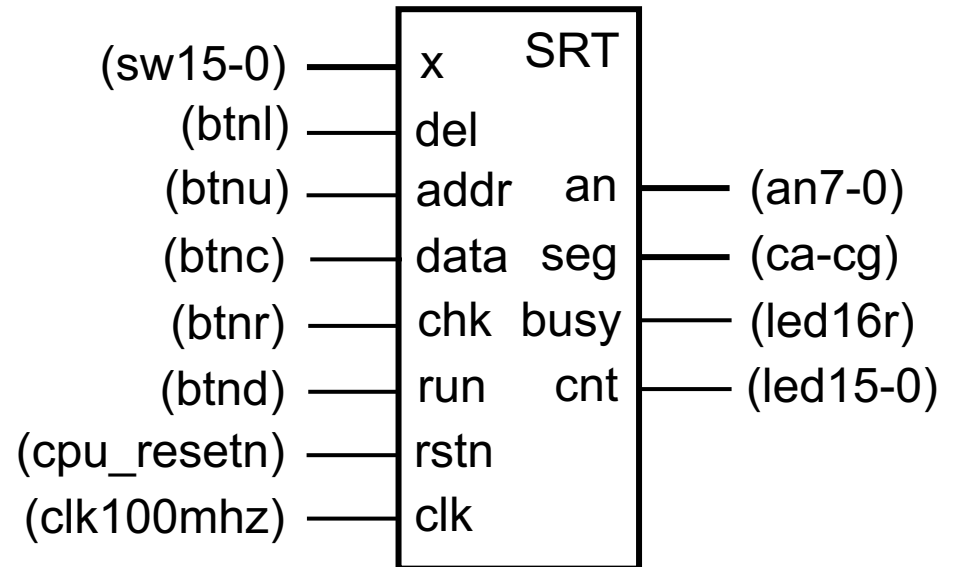 SRT
(sw15-0) x
(btnl) del
(btnu) addr an (an7-0)
(btnc) data seg (ca-cg)
(btnr) chk busy (led16r)
(btnd) run cnt (led15-0)
(cpu_resetn) rstn
(clk100mhz) clk